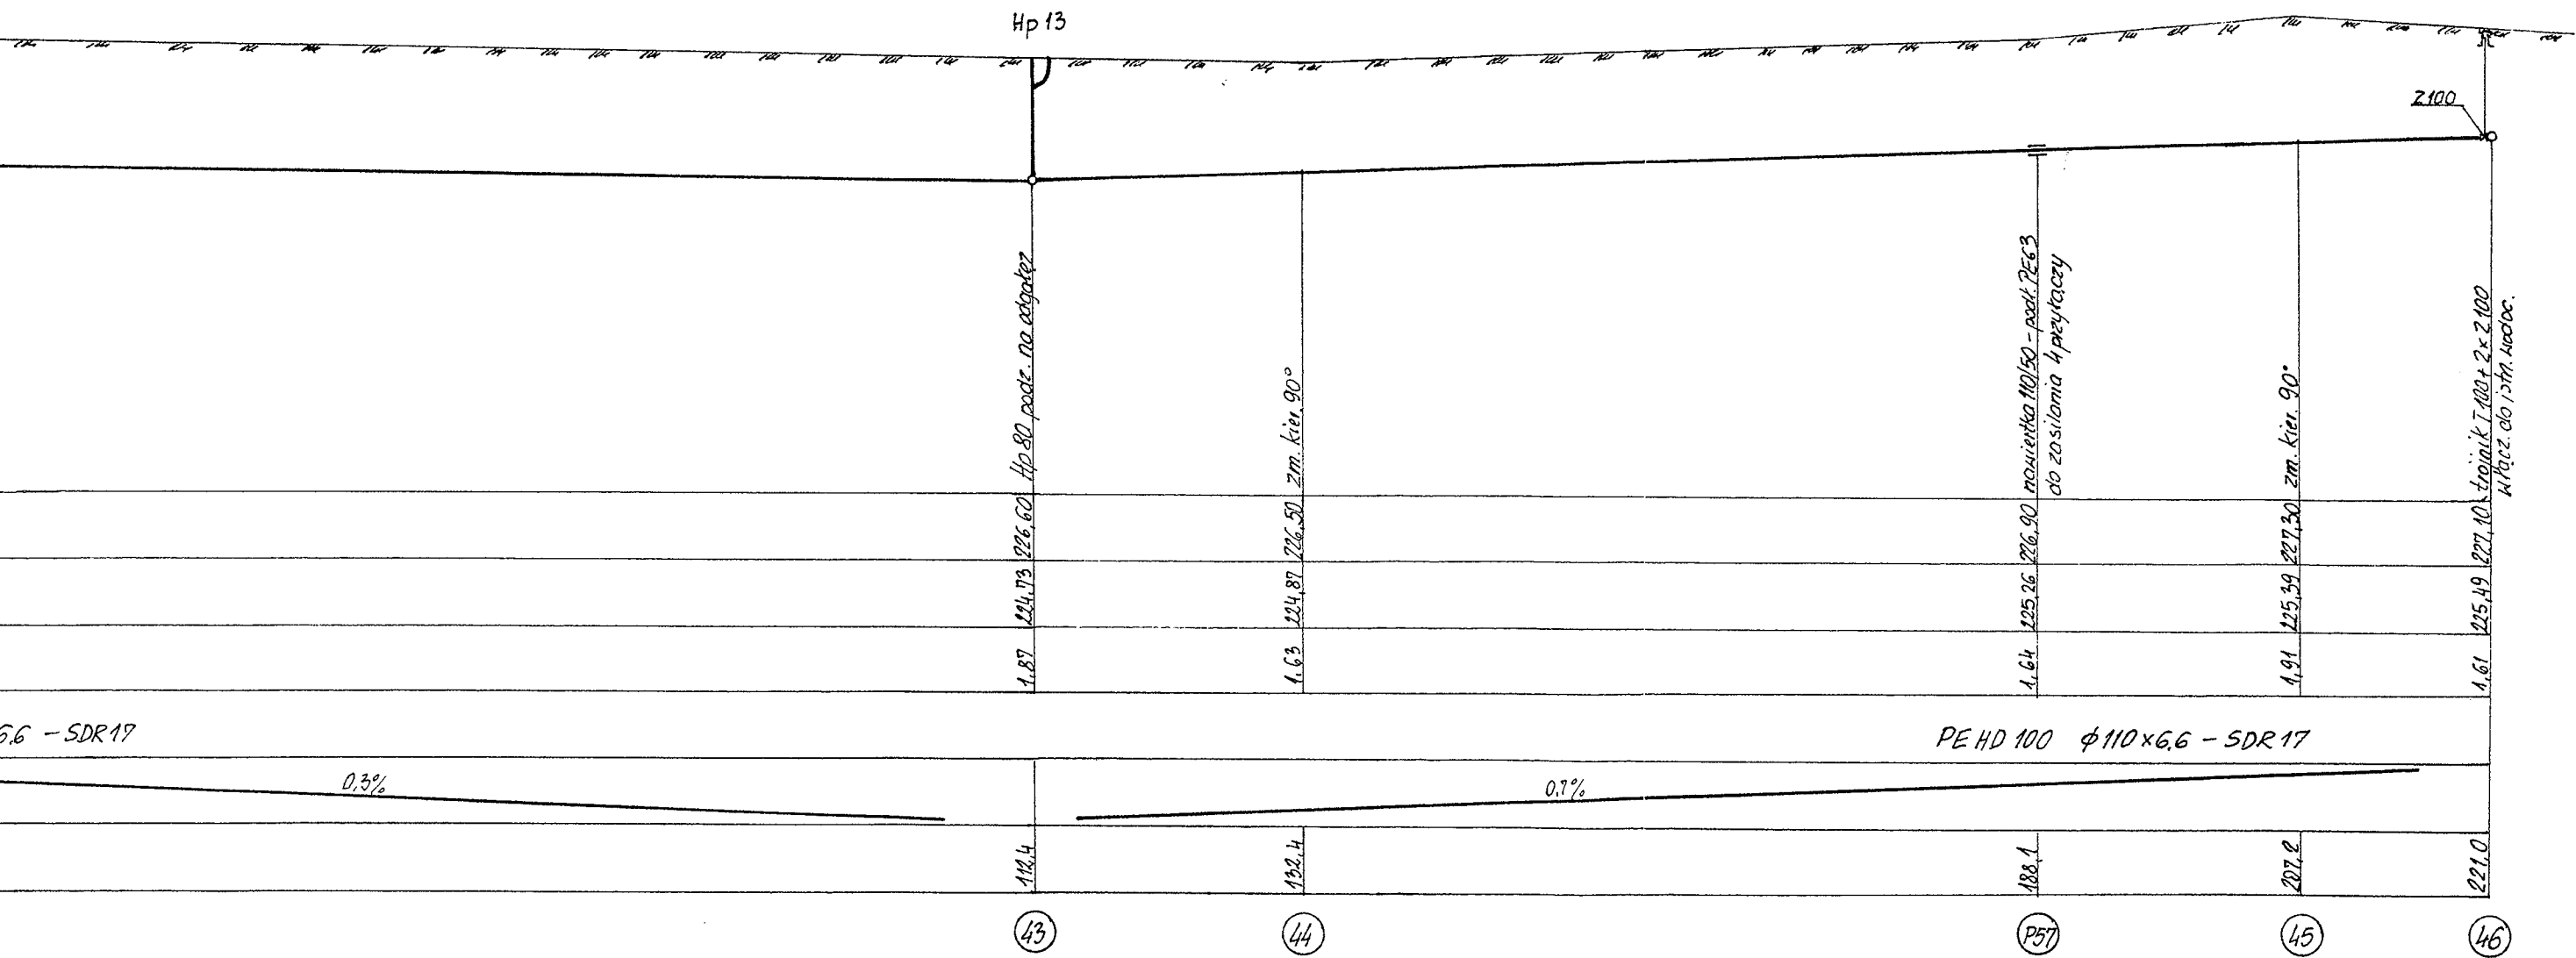 Hp 13
Z100
Hp 80 podz. na odgałęz
zm. kier. 90°
nawiertka 110/50 - podł. PE63
do zasilania 4 przyłączy
zm. kier. 90°
trójnik T100 + 2 x Z100
włącz. do istn. wodoc.
226,60
226,50
226,90
227,30
227,10
224,73
224,87
225,26
225,39
225,49
1,87
1,63
1,64
1,91
1,61
6,6 - SDR17
PE HD 100 ϕ110x6,6 - SDR17
0,3%
0,7%
112,4
132,4
188,1
207,2
221,0
43
44
P57
45
46